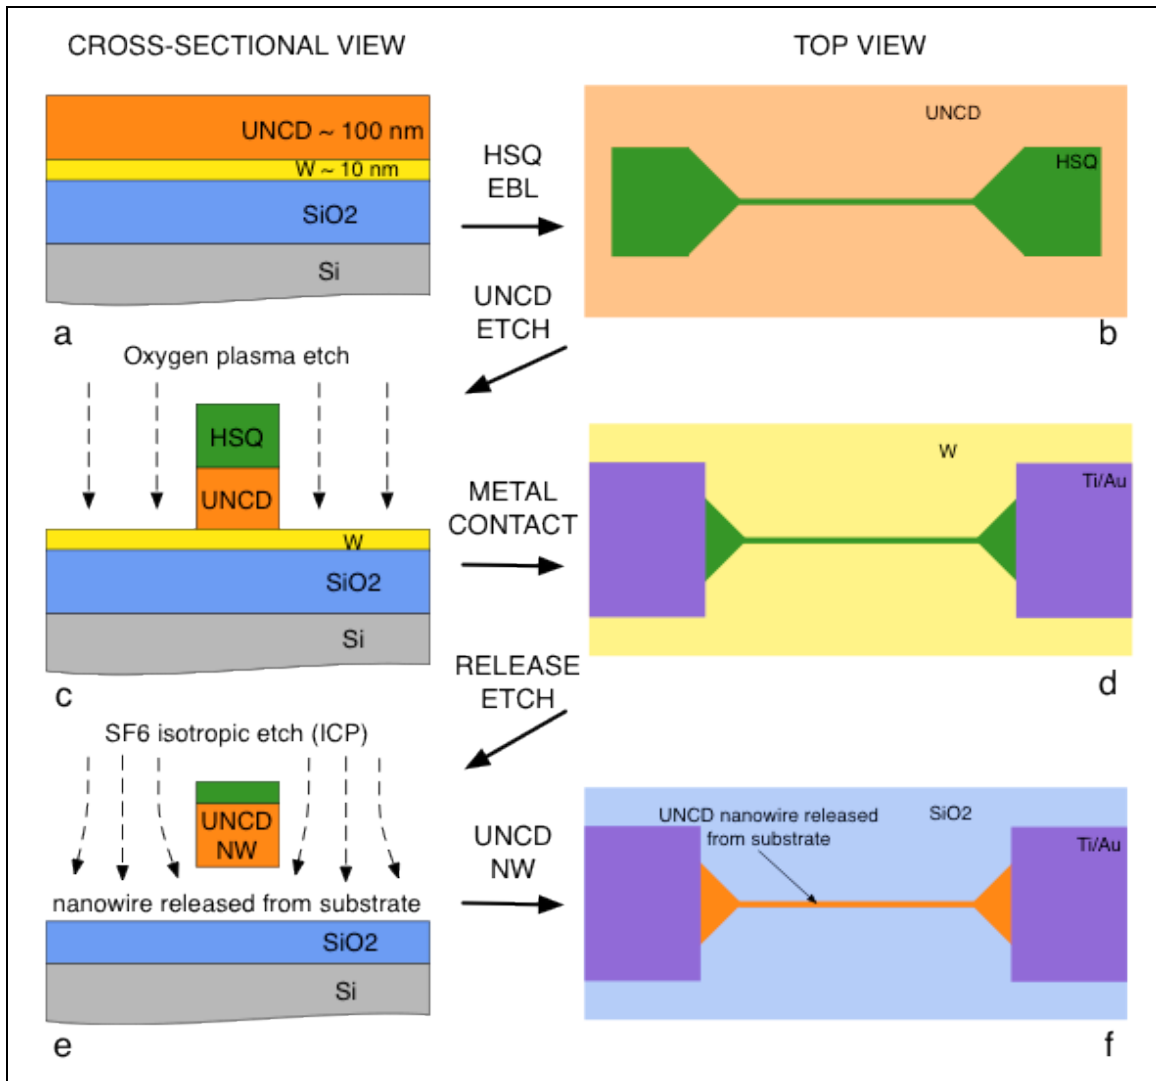 CROSS-SECTIONAL VIEW
TOP VIEW
UNCD ~ 100 nm
W ~ 10 nm
SiO2
Si
a
HSQ
EBL
UNCD
HSQ
b
UNCD
ETCH
Oxygen plasma etch
HSQ
UNCD
W
SiO2
Si
c
METAL
CONTACT
W
Ti/Au
d
RELEASE
ETCH
SF6 isotropic etch (ICP)
UNCD
NW
nanowire released from substrate
SiO2
Si
e
UNCD
NW
UNCD nanowire released
from substrate
SiO2
Ti/Au
f